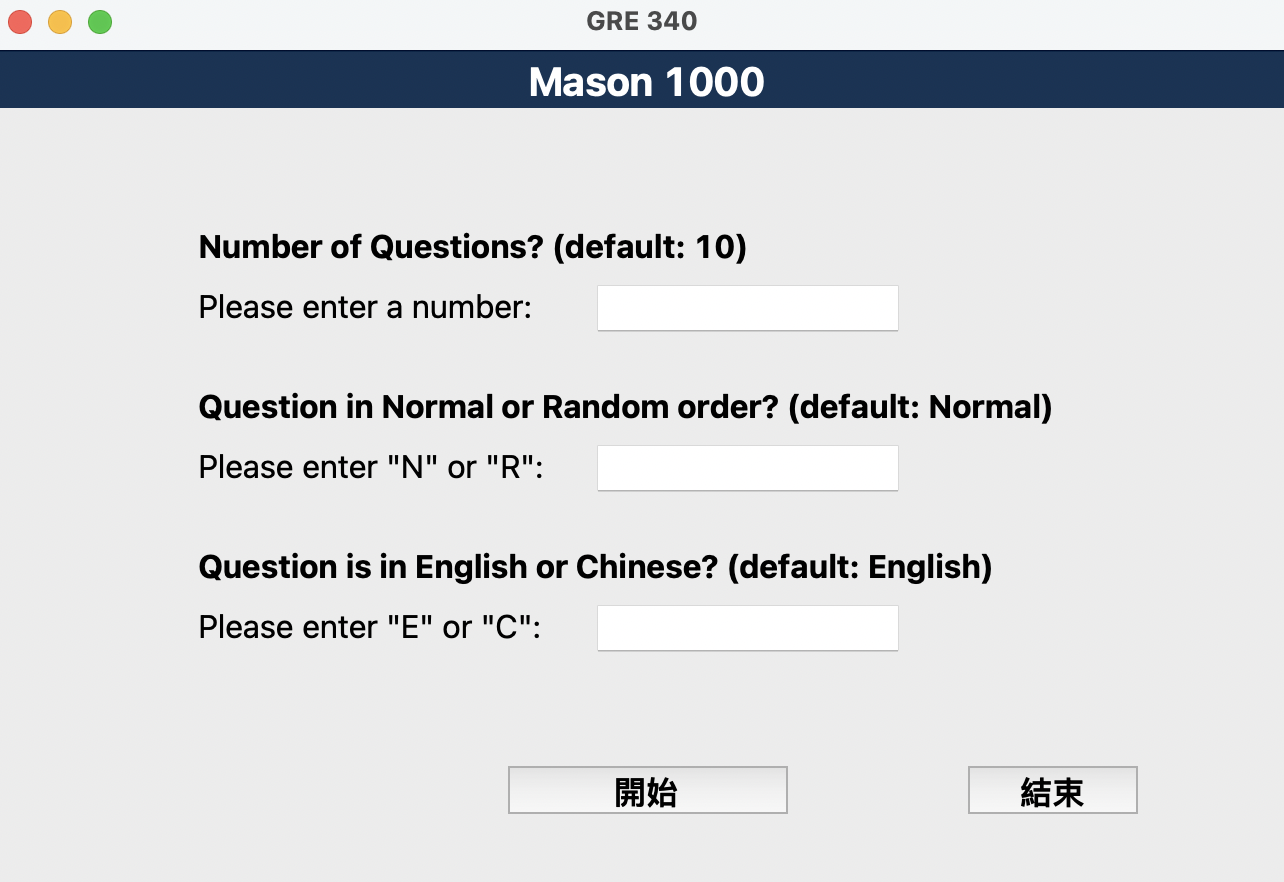 GRE 340
Mason 1000
Number of Questions? (default: 10)
Please enter a number:
Question in Normal or Random order? (default: Normal)
Please enter "N" or "R":
Question is in English or Chinese? (default: English)
Please enter "E" or "C":
開始 結束